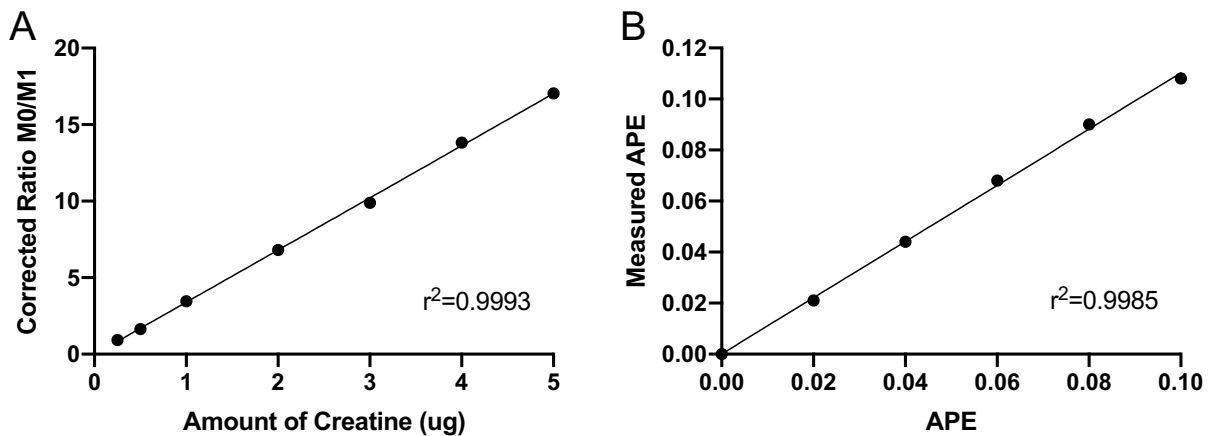 A
Corrected Ratio M0/M1
20
15
10
5
0
0 1 2 3 4 5
Amount of Creatine (ug)
r²=0.9993
B
Measured APE
0.12
0.10
0.08
0.06
0.04
0.02
0.00
0.00 0.02 0.04 0.06 0.08 0.10
APE
r²=0.9985